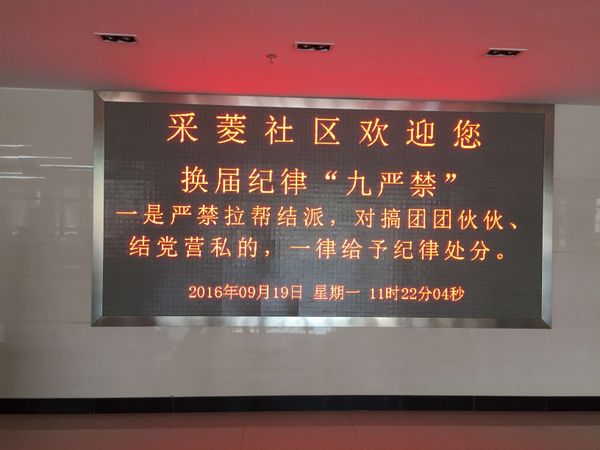 采菱社区欢迎您
换届纪律“九严禁”
一是严禁拉帮结派，对搞团团伙伙、
结党营私的，一律给予纪律处分。
2016年09月19日 星期一 11时22分04秒